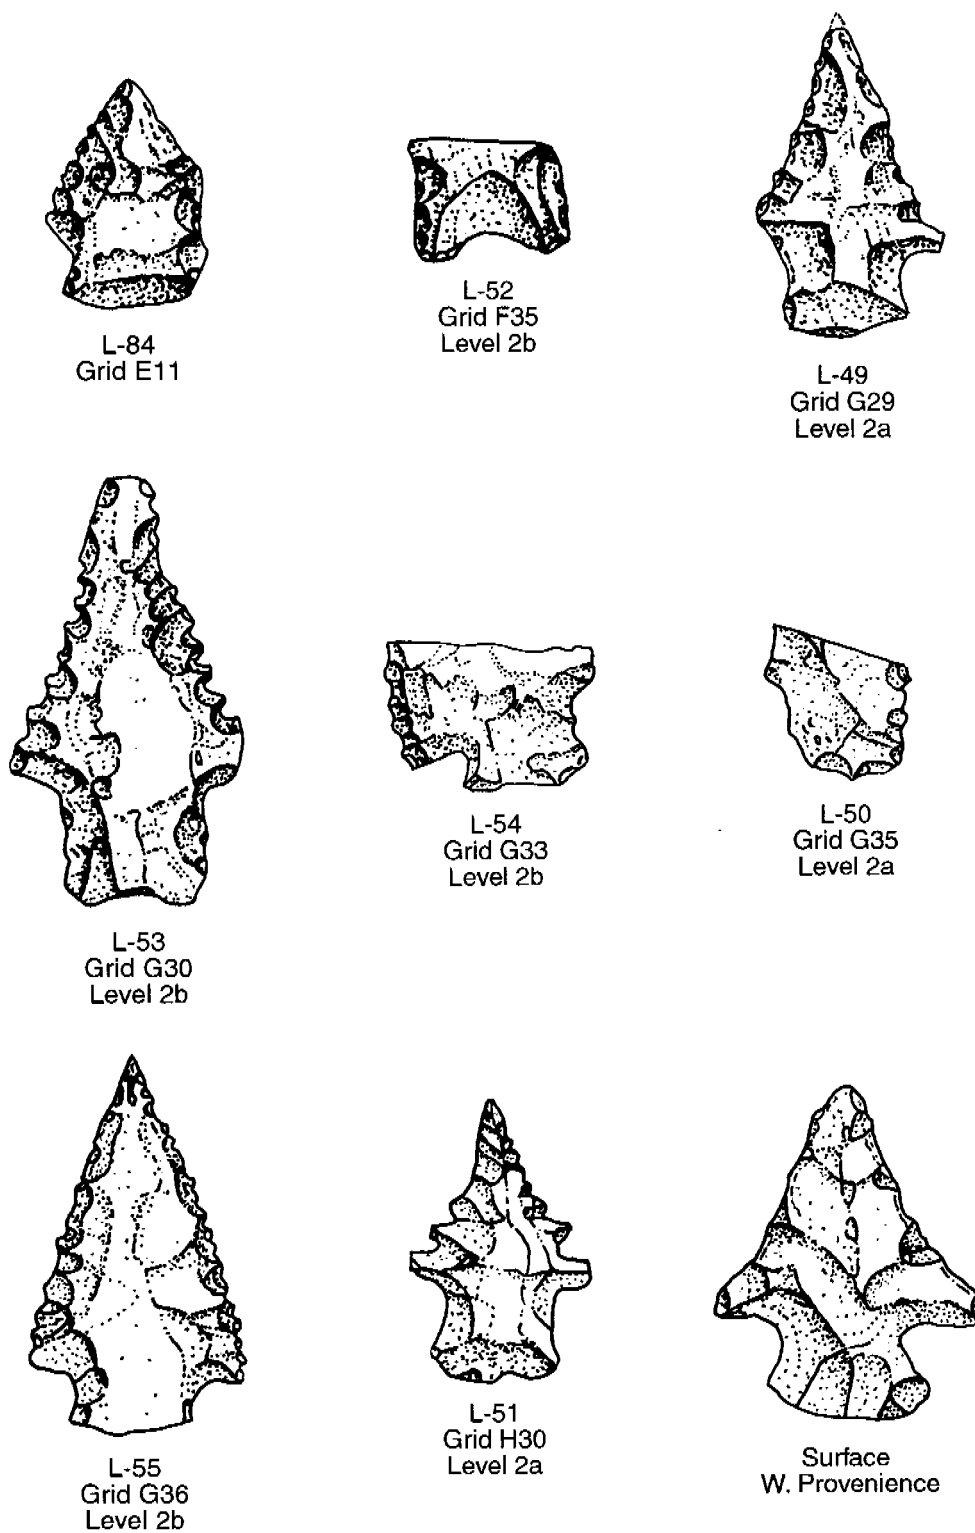 L-84
Grid E11
L-52
Grid F35
Level 2b
L-49
Grid G29
Level 2a
L-53
Grid G30
Level 2b
L-54
Grid G33
Level 2b
L-50
Grid G35
Level 2a
L-55
Grid G36
Level 2b
L-51
Grid H30
Level 2a
Surface
W. Provenience